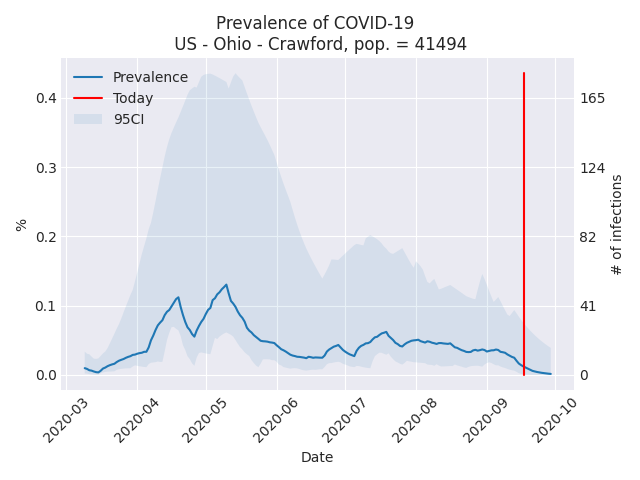 Prevalence of COVID-19
US - Ohio - Crawford, pop. = 41494
Prevalence
Today
95CI
0.4
0.3
0.2
0.1
0.0
%
165
124
82
41
0
# of infections
2020-03
2020-04
2020-05
2020-06
2020-07
2020-08
2020-09
2020-10
Date